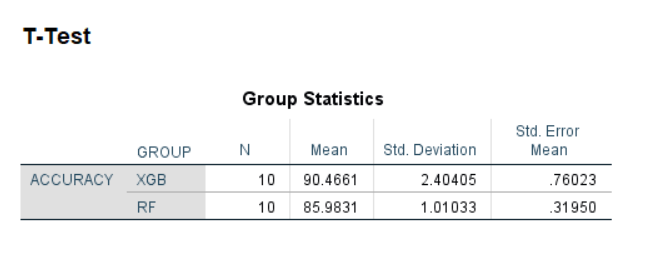 T-Test
Group Statistics
GROUP N Mean Std. Deviation Std. Error Mean
ACCURACY XGB 10 90.4661 2.40405 .76023
RF 10 85.9831 1.01033 .31950